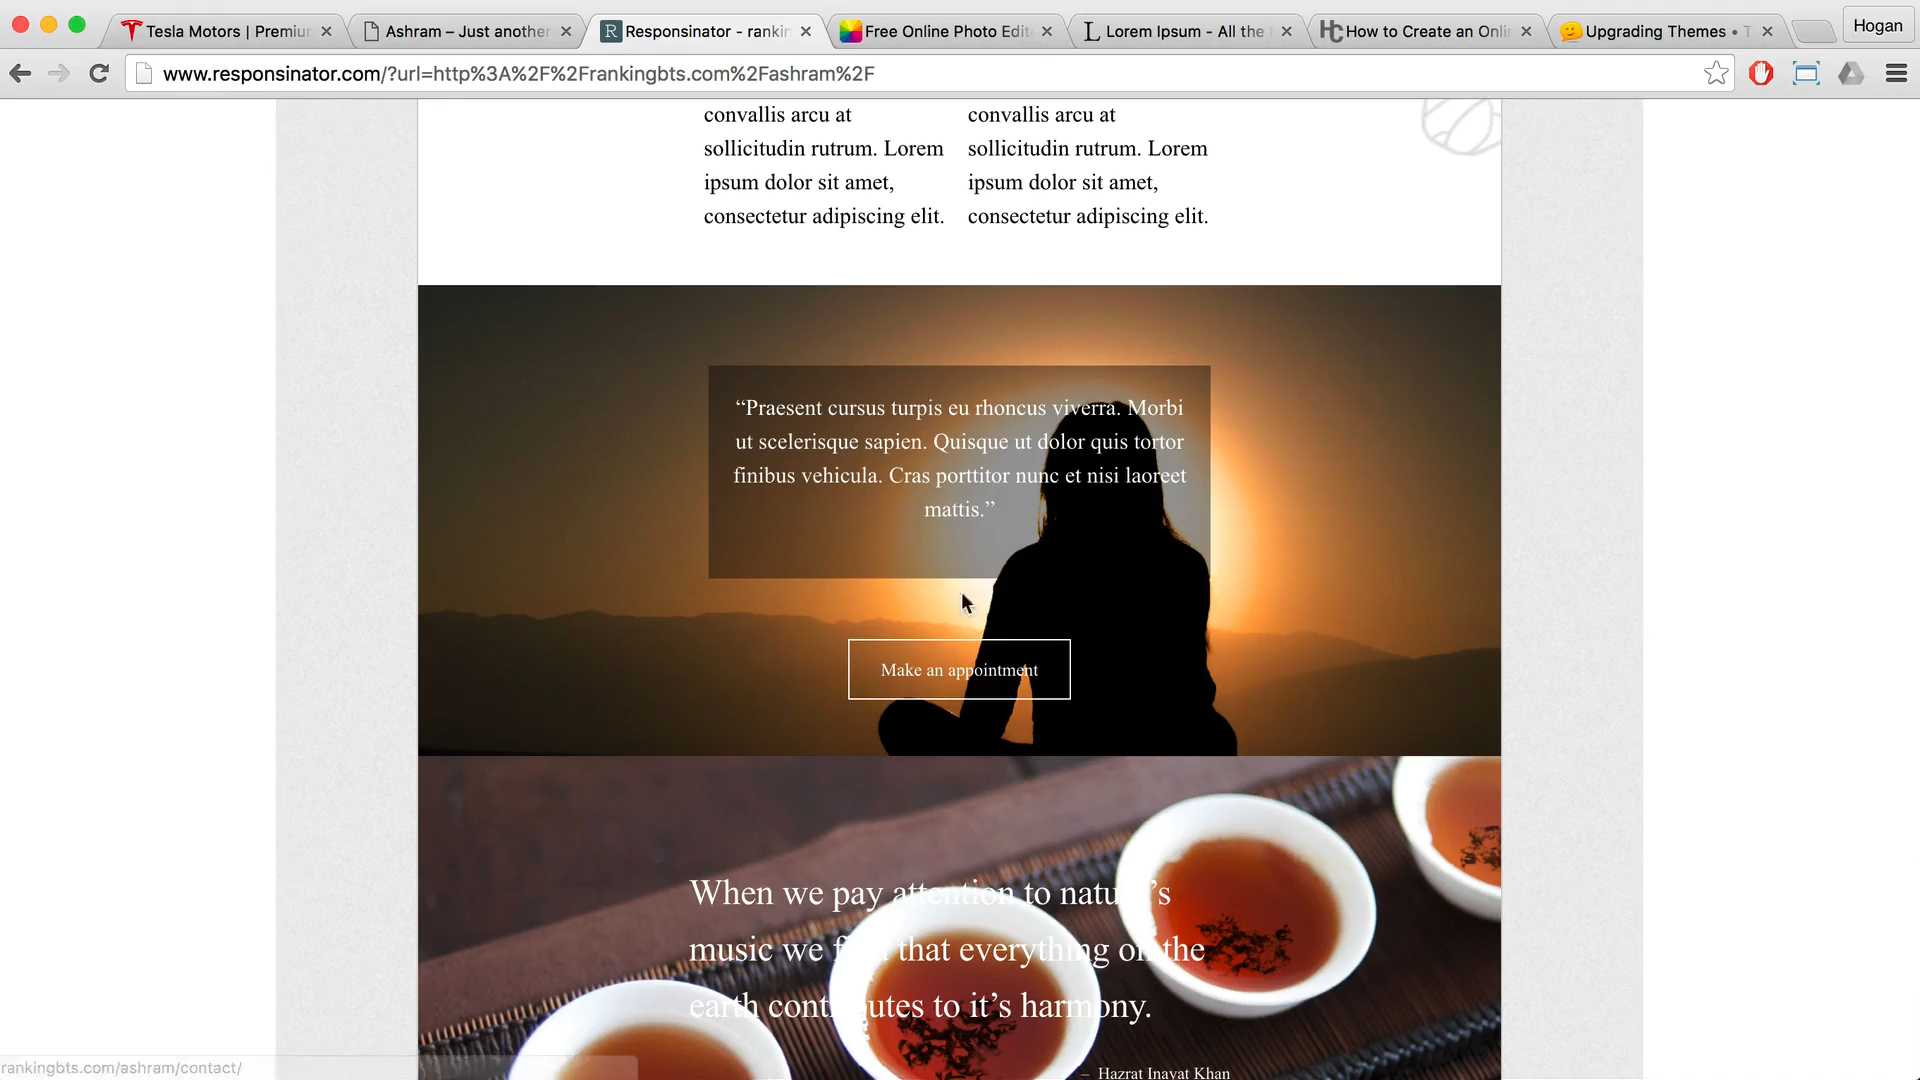 Tesla Motors | Premiu
Ashram – Just another
Responsinator - rankin
Free Online Photo Edit
Lorem Ipsum - All the
How to Create an Onli
Upgrading Themes • T
Hogan
www.responsinator.com/?url=http%3A%2F%2Frankingbts.com%2Fashram%2F
convallis arcu at
sollicitudin rutrum. Lorem
ipsum dolor sit amet,
consectetur adipiscing elit.
convallis arcu at
sollicitudin rutrum. Lorem
ipsum dolor sit amet,
consectetur adipiscing elit.
“Praesent cursus turpis eu rhoncus viverra. Morbi
ut scelerisque sapien. Quisque ut dolor quis tortor
finibus vehicula. Cras porttitor nunc et nisi laoreet
mattis.”
Make an appointment
When we pay attention to nature’s
music we find that everything on the
earth contributes to it’s harmony.
– Hazrat Inayat Khan
rankingbts.com/ashram/contact/